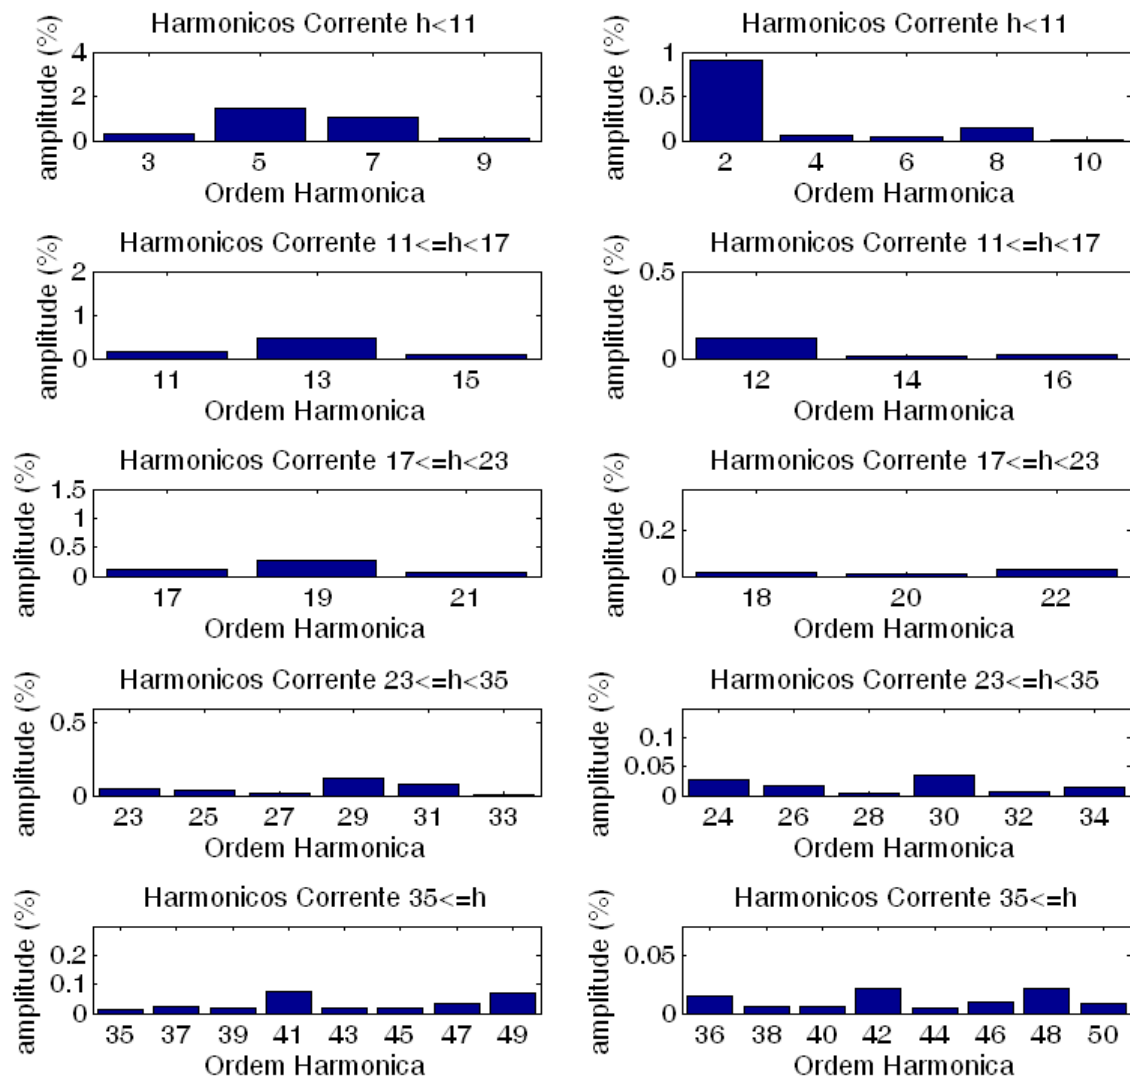 Harmonicos Corrente h<11
amplitude (%)
4
2
0
3 5 7 9
Ordem Harmonica
Harmonicos Corrente h<11
amplitude (%)
1
0.5
0
2 4 6 8 10
Ordem Harmonica
Harmonicos Corrente 11<=h<17
amplitude (%)
2
1
0
11 13 15
Ordem Harmonica
Harmonicos Corrente 11<=h<17
amplitude (%)
0.5
0
12 14 16
Ordem Harmonica
Harmonicos Corrente 17<=h<23
amplitude (%)
1.5
1
0.5
0
17 19 21
Ordem Harmonica
Harmonicos Corrente 17<=h<23
amplitude (%)
0.2
0
18 20 22
Ordem Harmonica
Harmonicos Corrente 23<=h<35
amplitude (%)
0.5
0
23 25 27 29 31 33
Ordem Harmonica
Harmonicos Corrente 23<=h<35
amplitude (%)
0.1
0.05
0
24 26 28 30 32 34
Ordem Harmonica
Harmonicos Corrente 35<=h
amplitude (%)
0.2
0.1
0
35 37 39 41 43 45 47 49
Ordem Harmonica
Harmonicos Corrente 35<=h
amplitude (%)
0.05
0
36 38 40 42 44 46 48 50
Ordem Harmonica